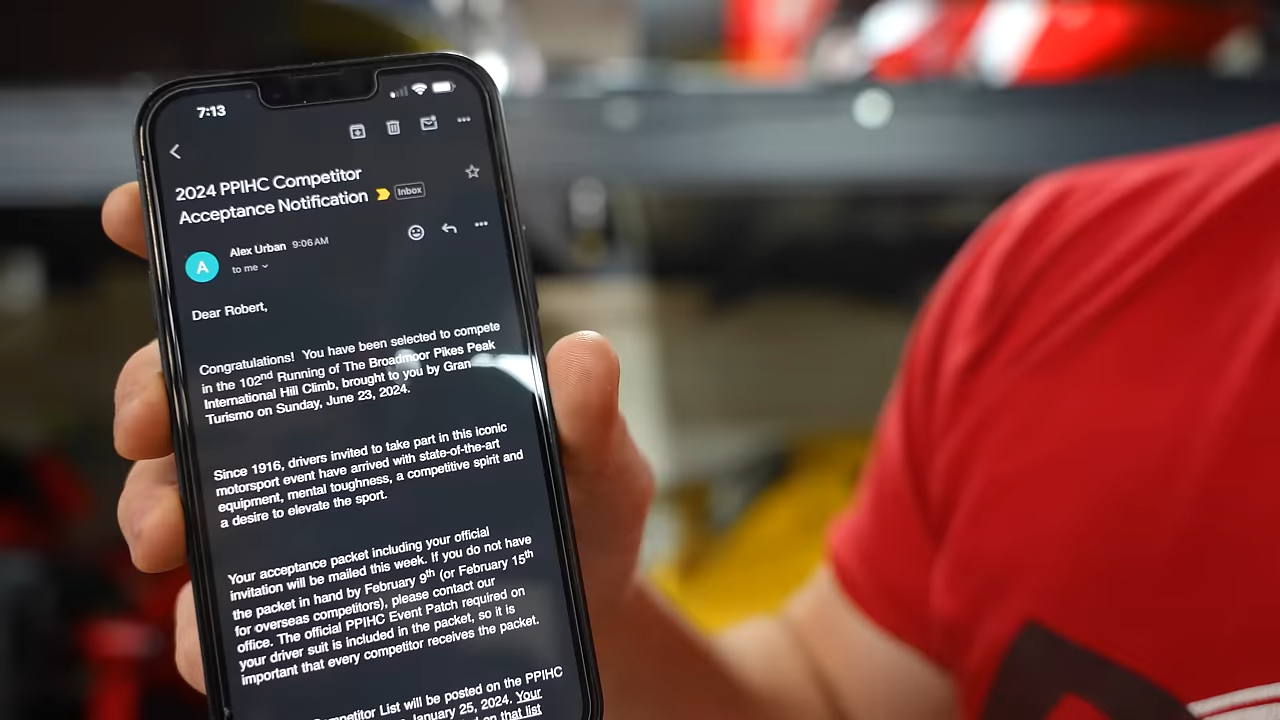 7:13
2024 PPIHC Competitor
Acceptance Notification Inbox
Alex Urban 9:06 AM
A
to me
Dear Robert,
Congratulations! You have been selected to compete
in the 102nd Running of The Broadmoor Pikes Peak
International Hill Climb, brought to you by Gran
Turismo on Sunday, June 23, 2024.
Since 1916, drivers invited to take part in this iconic
motorsport event have arrived with state-of-the-art
equipment, mental toughness, a competitive spirit and
a desire to elevate the sport.
Your acceptance packet including your official
invitation will be mailed this week. If you do not have
the packet in hand by February 9th (or February 15th
for overseas competitors), please contact our
office. The official PPIHC Event Patch required on
your driver suit is included in the packet, so it is
important that every competitor receives the packet.
Competitor List will be posted on the PPIHC
January 25, 2024. Your
on that list